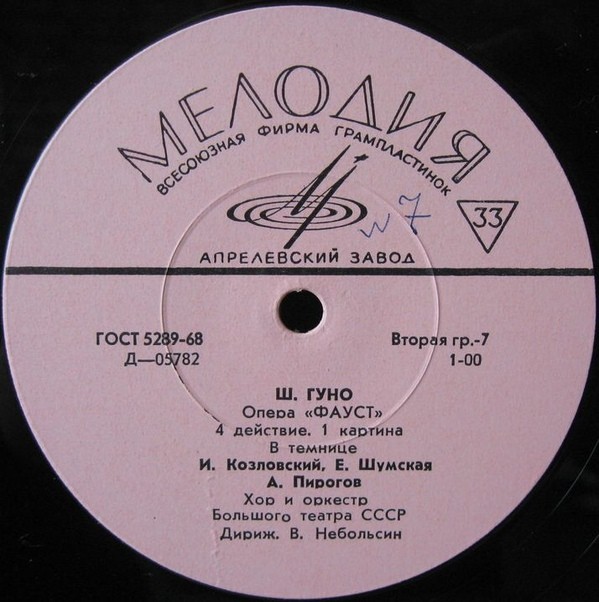 МЕЛОДИЯ
ВСЕСОЮЗНАЯ ФИРМА ГРАМПЛАСТИНОК
33
АПРЕЛЕВСКИЙ ЗАВОД
ГОСТ 5289-68
Д—05782
Вторая гр.-7
1-00
Ш. ГУНО
Опера «ФАУСТ»
4 действие. 1 картина
В темнице
И. Козловский, Е. Шумская
А. Пирогов
Хор и оркестр
Большого театра СССР
Дириж. В. Небольсин